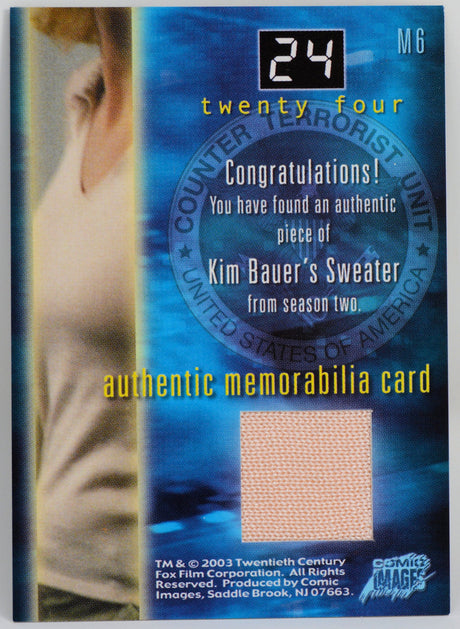 M6
24
twenty four
COUNTER TERRORIST UNIT
UNITED STATES OF AMERICA
Congratulations!
You have found an authentic
piece of
Kim Bauer's Sweater
from season two.
authentic memorabilia card
TM & © 2003 Twentieth Century
Fox Film Corporation. All Rights
Reserved. Produced by Comic
Images, Saddle Brook, NJ 07663.
COMIC
IMAGES